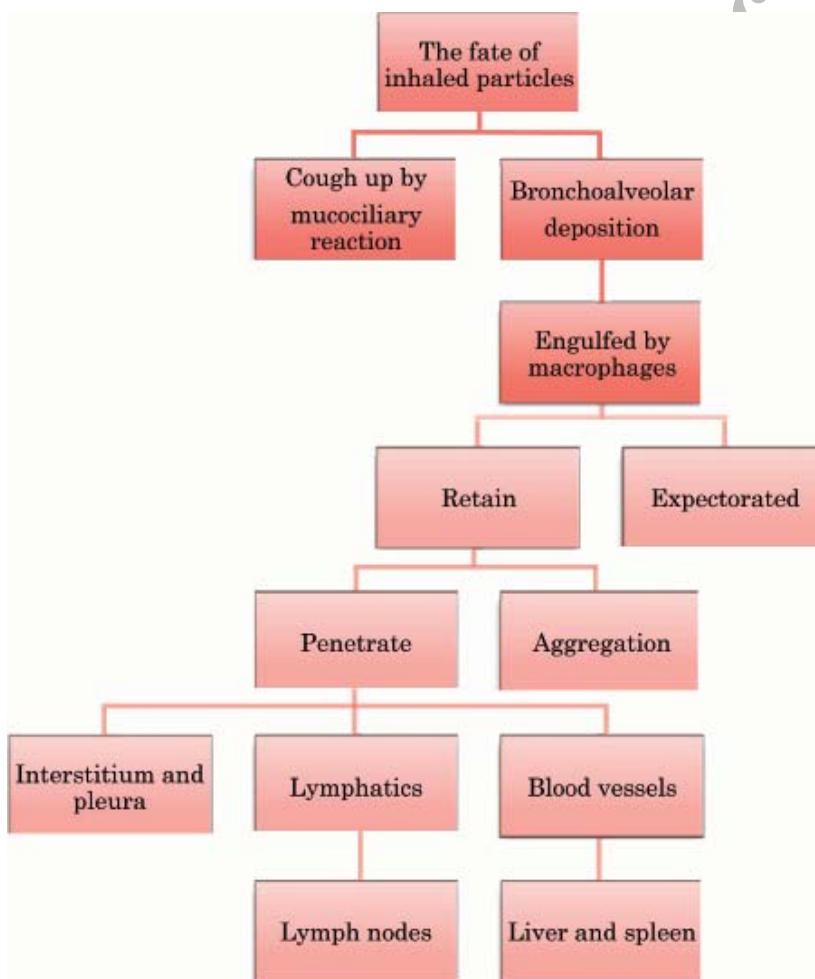 The fate of
inhaled particles
Cough up by
mucociliary
reaction
Bronchoalveolar
deposition
Engulfed by
macrophages
Retain
Expectorated
Penetrate
Aggregation
Interstitium and
pleura
Lymphatics
Blood vessels
Lymph nodes
Liver and spleen